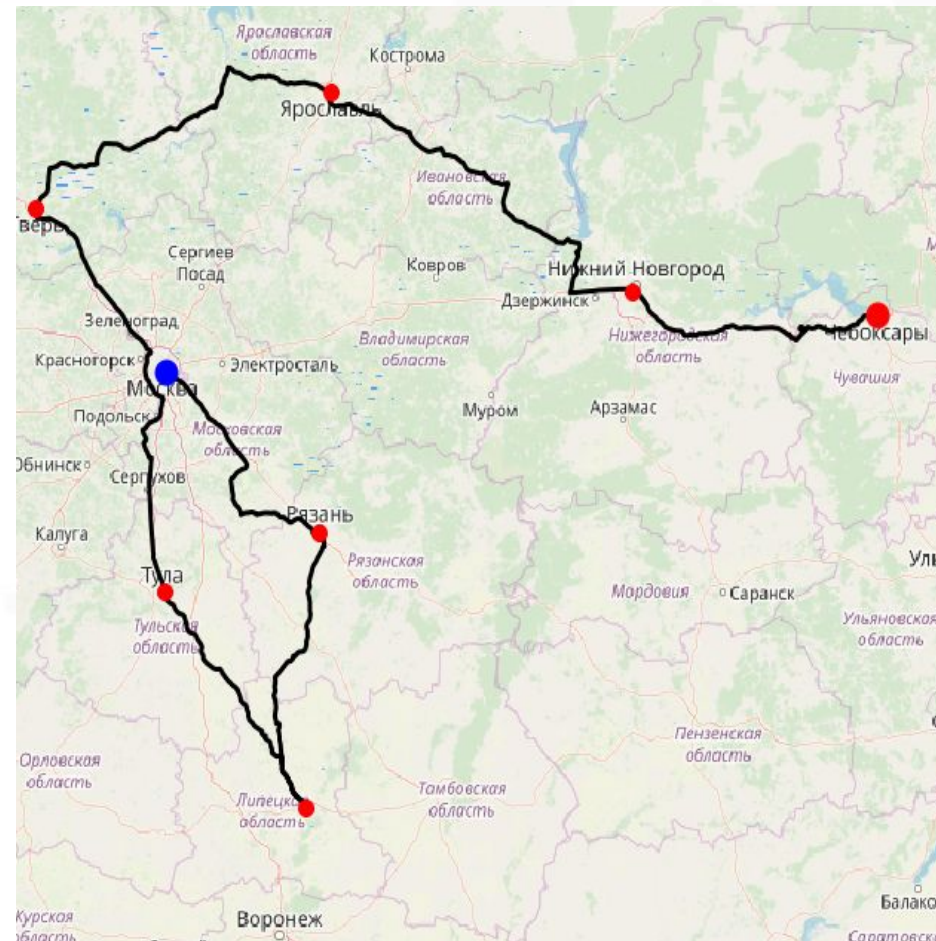 Ярославская
область
Кострома
Ярославль
Ивановская
область
Тверь
Сергиев
Посад
Ковров
Нижний Новгород
Дзержинск
Зеленоград
Владимирская
область
Нижегородская
область
Чебоксары
Красногорск
Электросталь
Москва
Чувашия
Подольск
Муром
Арзамас
Московская
область
Обнинск
Серпухов
Рязань
Калуга
Рязанская
область
Тула
Мордовия
Саранск
Тульская
область
Ульяновская
область
Орловская
область
Пензенская
область
Липецкая
область
Тамбовская
область
Воронеж
Курская
область
Балако
Саратовск